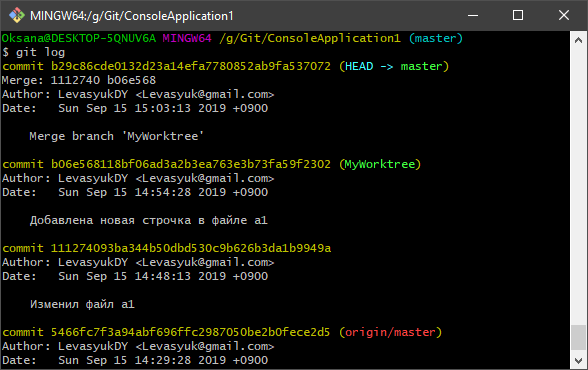 MINGW64:/g/Git/ConsoleApplication1
Oksana@DESKTOP-5QNUV6A MINGW64 /g/Git/ConsoleApplication1 (master)
$ git log
commit b29c86cde0132d23a14efa7780852ab9fa537072 (HEAD -> master)
Merge: 1112740 b06e568
Author: LevasyukDY <Levasyuk@gmail.com>
Date:   Sun Sep 15 15:03:13 2019 +0900
    Merge branch 'MyWorktree'
commit b06e568118bf06ad3a2b3ea763e3b73fa59f2302 (MyWorktree)
Author: LevasyukDY <Levasyuk@gmail.com>
Date:   Sun Sep 15 14:54:28 2019 +0900
    Добавлена новая строчка в файле a1
commit 111274093ba344b50dbd530c9b626b3da1b9949a
Author: LevasyukDY <Levasyuk@gmail.com>
Date:   Sun Sep 15 14:48:13 2019 +0900
    Изменил файл a1
commit 5466fc7f3a94abf696ffc2987050be2b0fece2d5 (origin/master)
Author: LevasyukDY <Levasyuk@gmail.com>
Date:   Sun Sep 15 14:29:28 2019 +0900